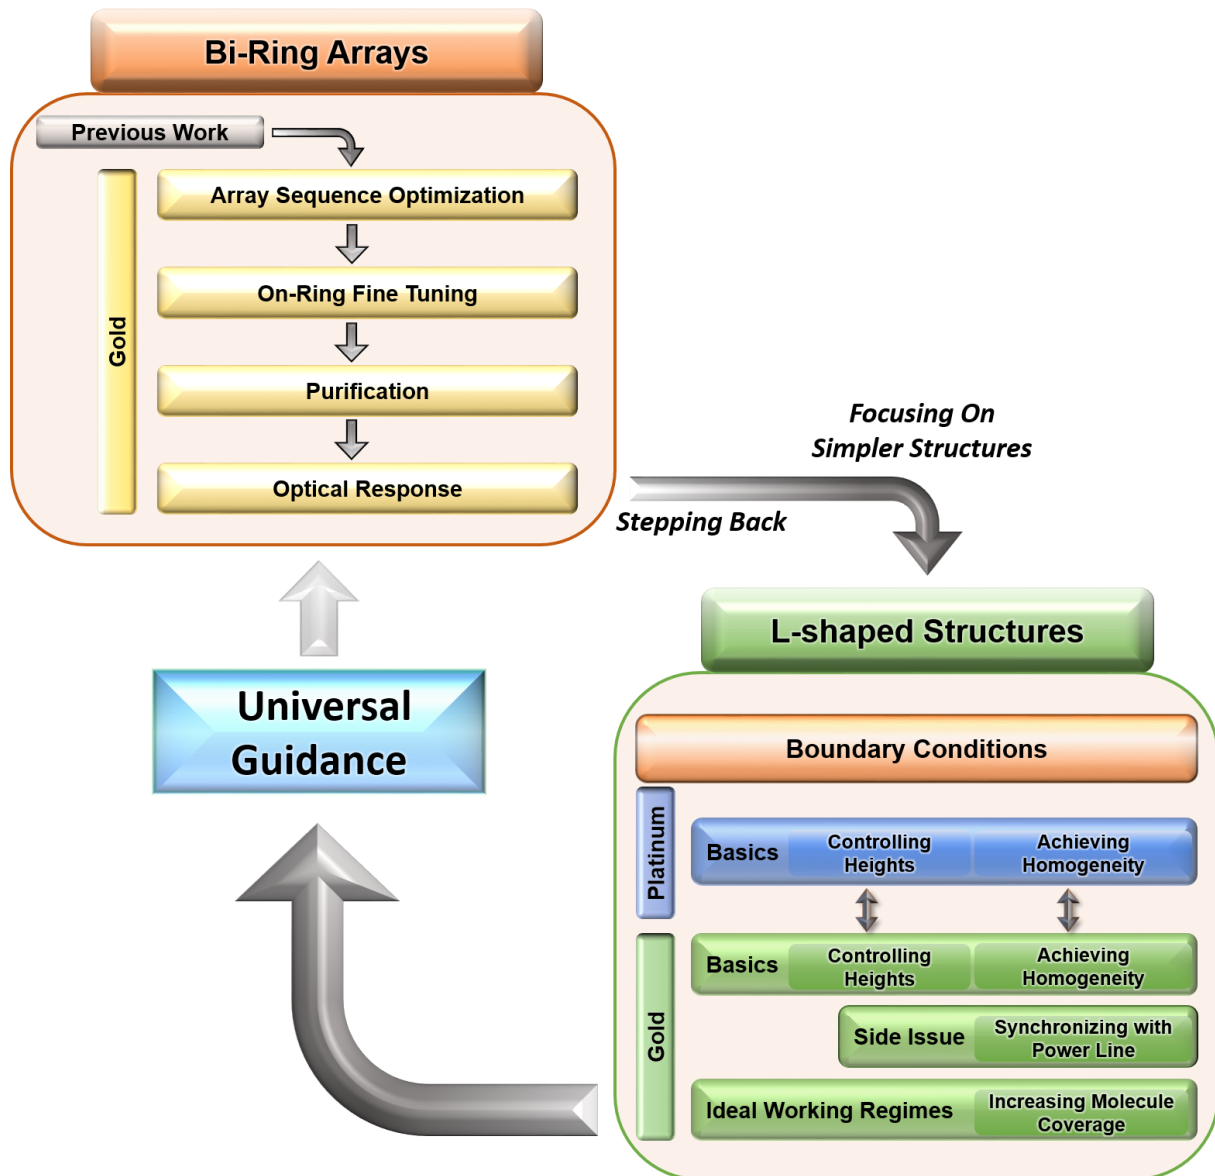 Bi-Ring Arrays
Previous Work
Gold
Array Sequence Optimization
On-Ring Fine Tuning
Purification
Optical Response
Focusing On
Simpler Structures
Stepping Back
L-shaped Structures
Boundary Conditions
Platinum
Basics
Controlling
Heights
Achieving
Homogeneity
Gold
Basics
Controlling
Heights
Achieving
Homogeneity
Side Issue
Synchronizing with
Power Line
Ideal Working Regimes
Increasing Molecule
Coverage
Universal
Guidance